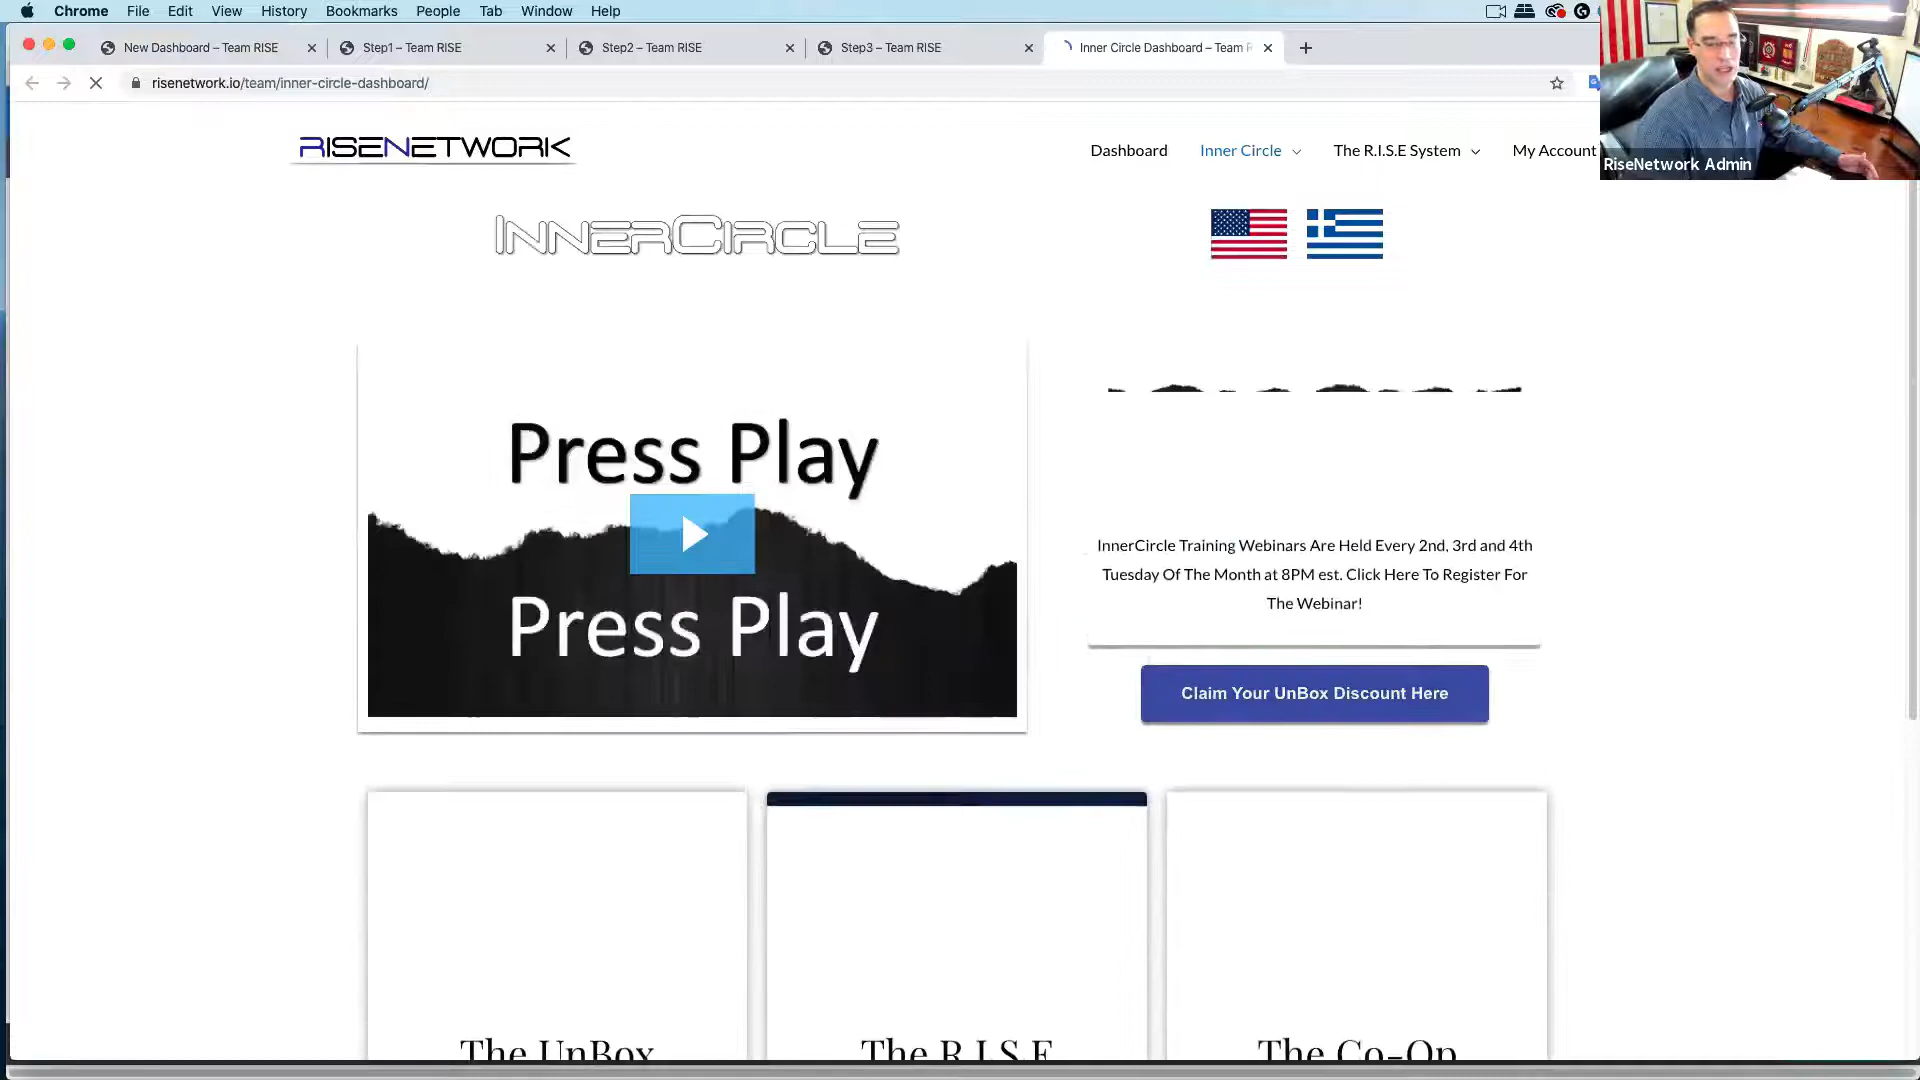 Chrome File Edit View History Bookmarks People Tab Window Help
New Dashboard – Team RISE
Step1 – Team RISE
Step2 – Team RISE
Step3 – Team RISE
Inner Circle Dashboard – Team R
risenetwork.io/team/inner-circle-dashboard/
RiseNetwork Admin
RISENETWORK
Dashboard Inner Circle The R.I.S.E System My Account
INNERCIRCLE
Press Play
Press Play
InnerCircle Training Webinars Are Held Every 2nd, 3rd and 4th
Tuesday Of The Month at 8PM est. Click Here To Register For
The Webinar!
Claim Your UnBox Discount Here
The UnBox
The R.I.S.E
The Co-Op